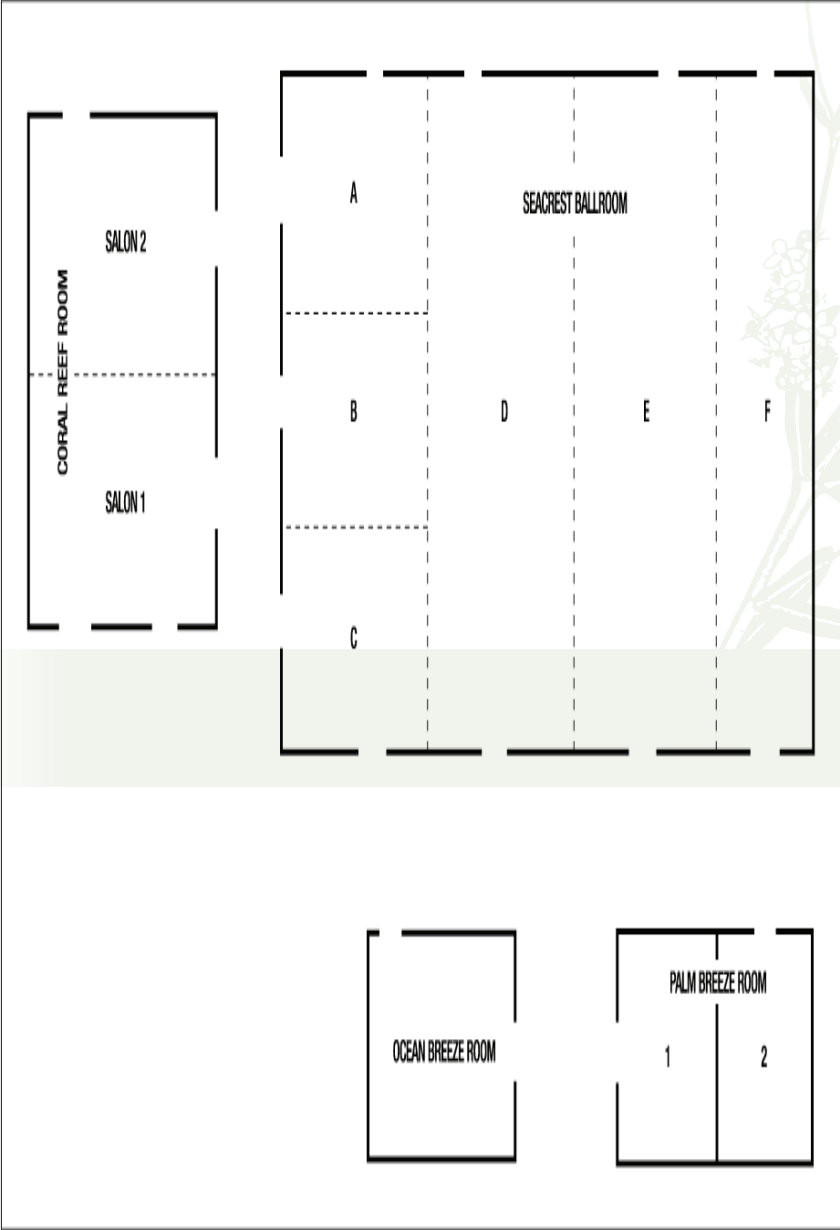 A
SEACREST BALLROOM
SALON 2
CORAL REEF ROOM
B
D
E
F
SALON 1
C
PALM BREEZE ROOM
OCEAN BREEZE ROOM
1
2